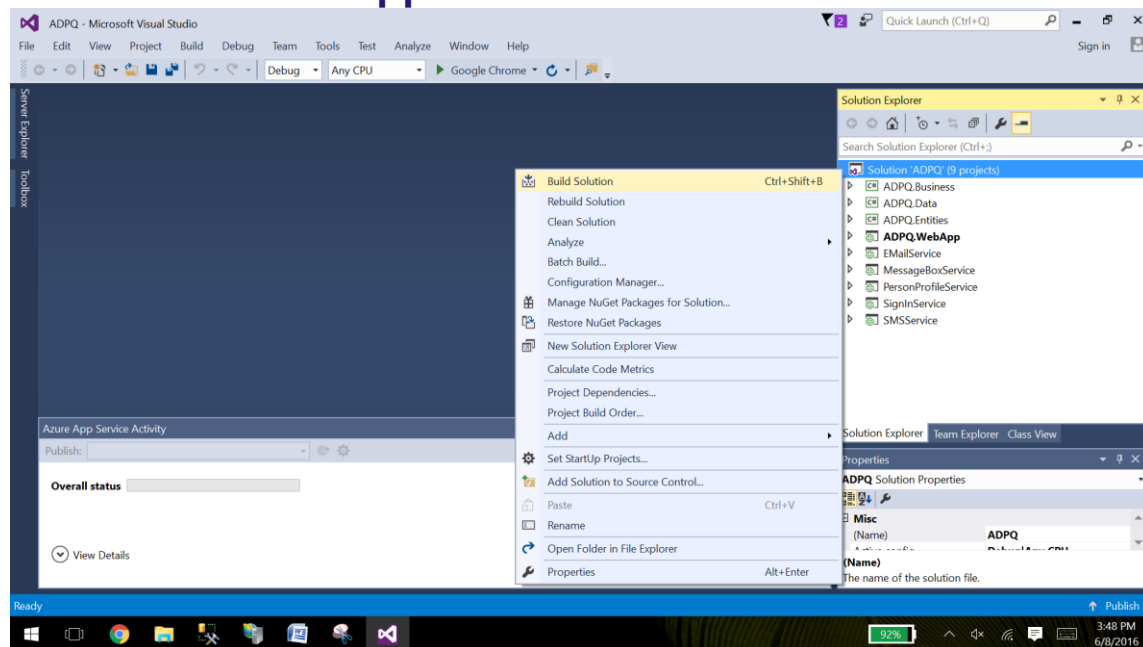 pp
ADPQ - Microsoft Visual Studio
2
Quick Launch (Ctrl+Q)
File Edit View Project Build Debug Team Tools Test Analyze Window Help
Sign in
Debug Any CPU Google Chrome
Server Explorer
Toolbox
Build Solution Ctrl+Shift+B
Rebuild Solution
Clean Solution
Analyze
Batch Build...
Configuration Manager...
Manage NuGet Packages for Solution...
Restore NuGet Packages
New Solution Explorer View
Calculate Code Metrics
Project Dependencies...
Project Build Order...
Add
Set StartUp Projects...
Add Solution to Source Control...
Paste Ctrl+V
Rename
Open Folder in File Explorer
Properties Alt+Enter
Solution Explorer
Search Solution Explorer (Ctrl+;)
Solution 'ADPQ' (9 projects)
C# ADPQ.Business
C# ADPQ.Data
C# ADPQ.Entities
ADPQ.WebApp
EMailService
MessageBoxService
PersonProfileService
SignInService
SMSService
Solution Explorer Team Explorer Class View
Properties
ADPQ Solution Properties
Misc
(Name) ADPQ
(Name)
The name of the solution file.
Azure App Service Activity
Publish:
Overall status
View Details
Ready
Publish
92%
3:48 PM
6/8/2016